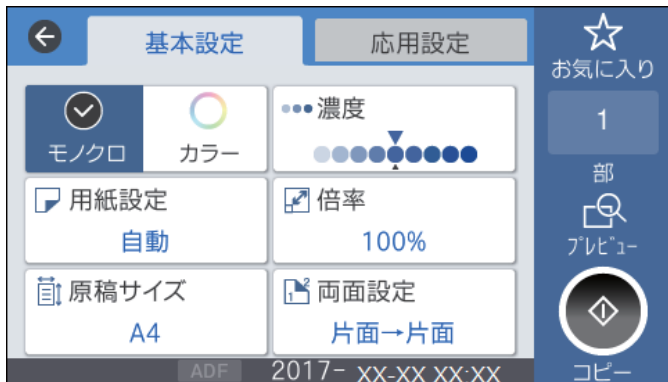 基本設定
応用設定
お気に入り
モノクロ
カラー
濃度
1
部
用紙設定
自動
倍率
100%
プレビュー
原稿サイズ
A4
両面設定
片面→片面
ADF
2017- XX-XX XX:XX
コピー